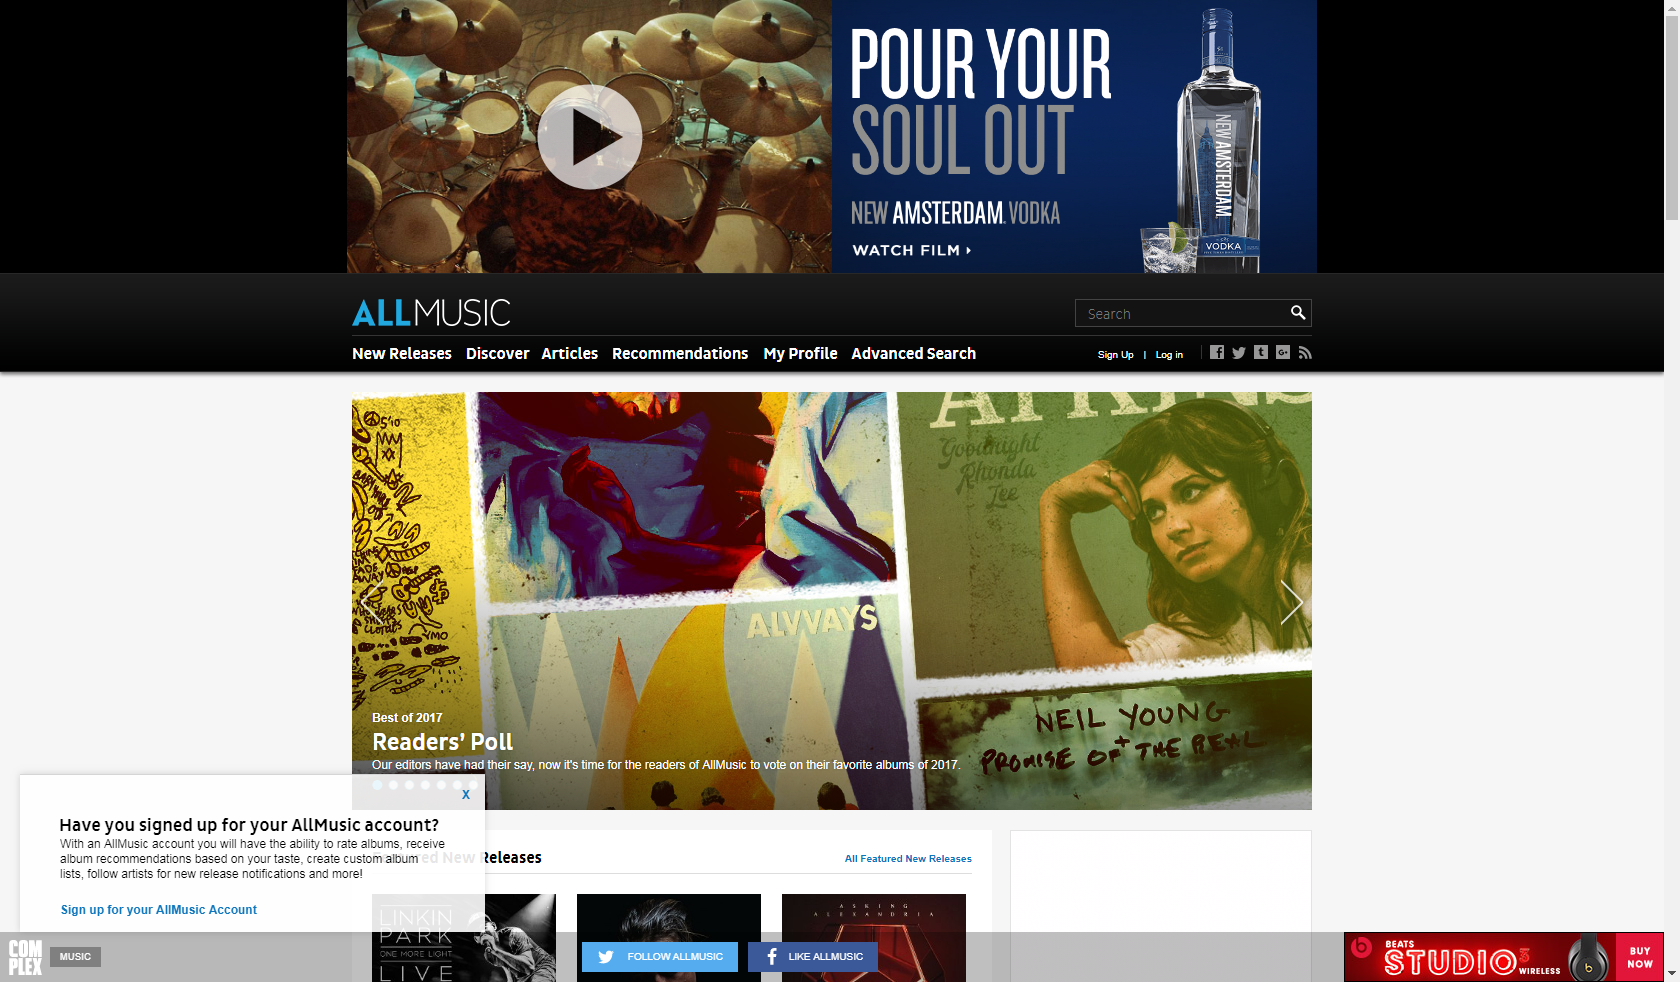 POUR YOUR
SOUL OUT
NEW AMSTERDAM VODKA
WATCH FILM
NEW AMSTERDAM
VODKA
ALLMUSIC
Search
New Releases
Discover
Articles
Recommendations
My Profile
Advanced Search
Sign Up | Log in
ATKINS
Goodnight
Rhonda
Lee
ALVVAYS
NEIL YOUNG
+
PROMISE OF THE REAL
YMO
Best of 2017
Readers' Poll
Our editors have had their say, now it's time for the readers of AllMusic to vote on their favorite albums of 2017.
X
Have you signed up for your AllMusic account?
With an AllMusic account you will have the ability to rate albums, receive
album recommendations based on your taste, create custom album
lists, follow artists for new release notifications and more!
Sign up for your AllMusic Account
Featured New Releases
All Featured New Releases
LINKIN
PARK
ONE MORE LIGHT
LIVE
ASKING
ALEXANDRIA
COM
PLEX
MUSIC
FOLLOW ALLMUSIC
LIKE ALLMUSIC
BEATS
STUDIO3
WIRELESS
BUY
NOW